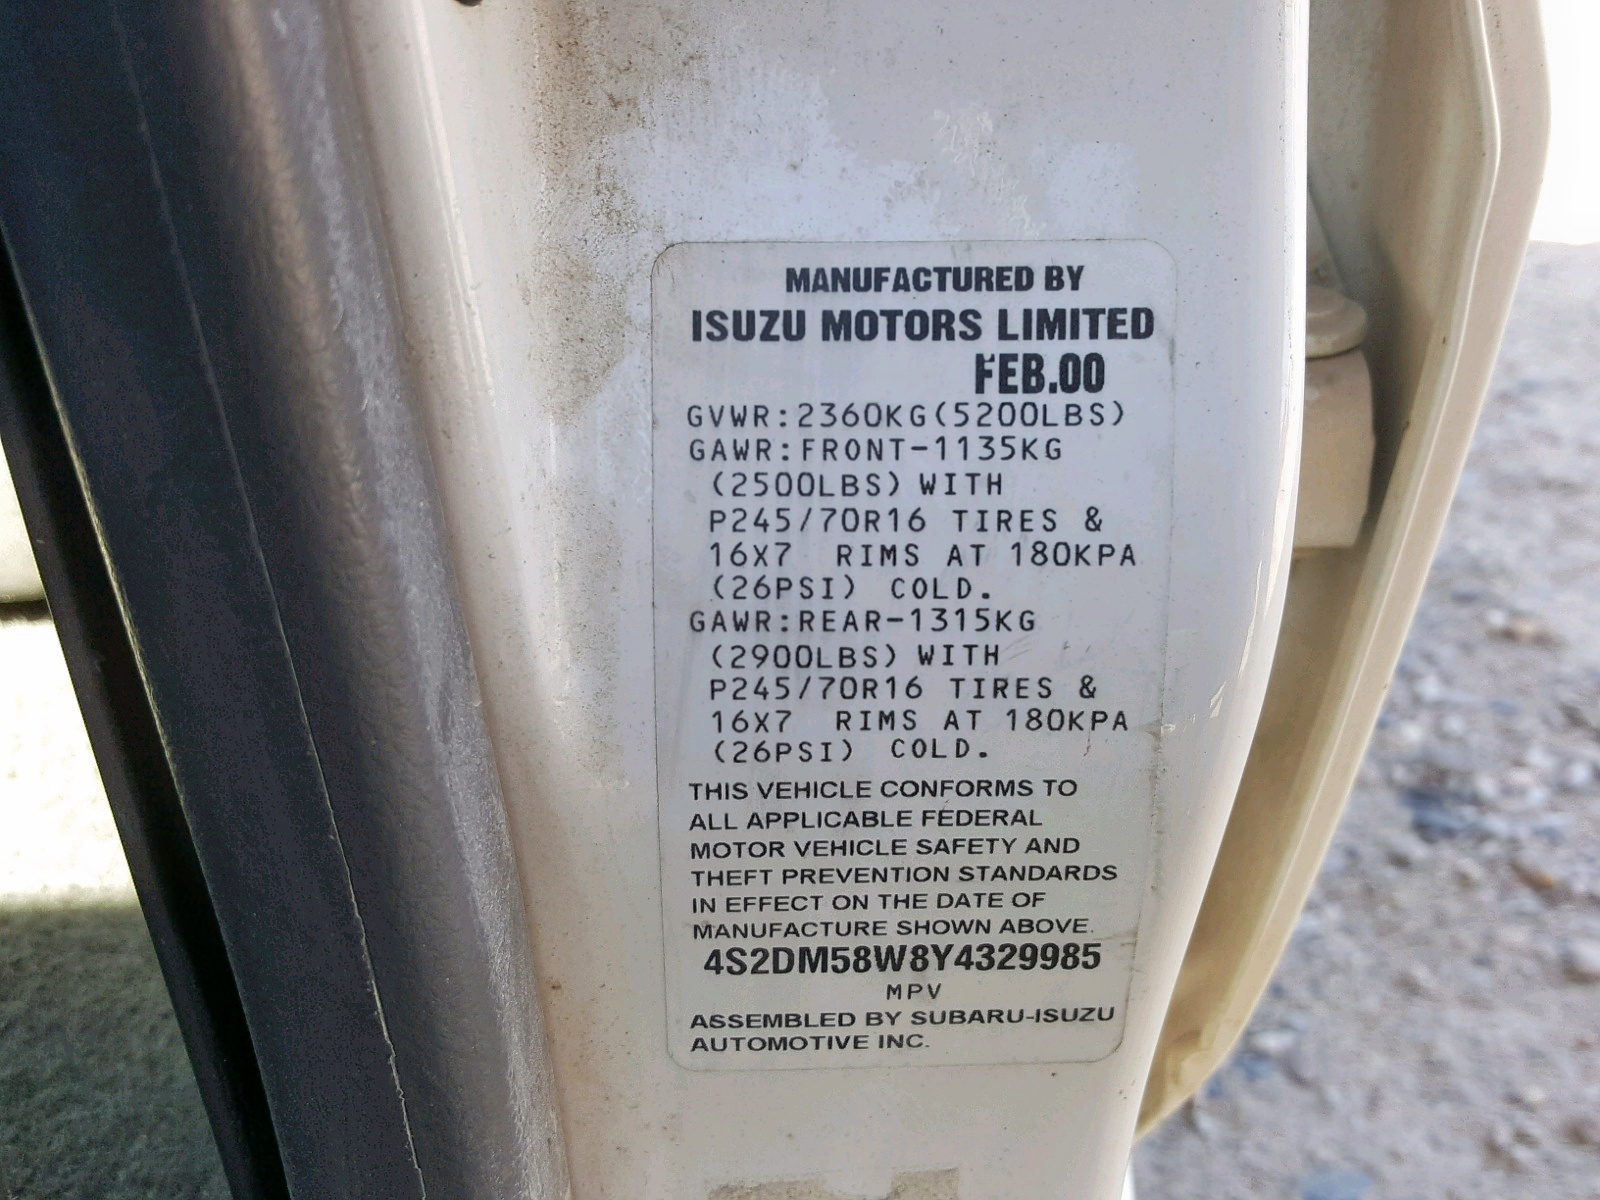 MANUFACTURED BY
ISUZU MOTORS LIMITED
FEB.00
GVWR:2360KG(5200LBS)
GAWR:FRONT-1135KG
(2500LBS) WITH
P245/70R16 TIRES &
16X7 RIMS AT 180KPA
(26PSI) COLD.
GAWR:REAR-1315KG
(2900LBS) WITH
P245/70R16 TIRES &
16X7 RIMS AT 180KPA
(26PSI) COLD.
THIS VEHICLE CONFORMS TO
ALL APPLICABLE FEDERAL
MOTOR VEHICLE SAFETY AND
THEFT PREVENTION STANDARDS
IN EFFECT ON THE DATE OF
MANUFACTURE SHOWN ABOVE.
4S2DM58W8Y4329985
MPV
ASSEMBLED BY SUBARU-ISUZU
AUTOMOTIVE INC.